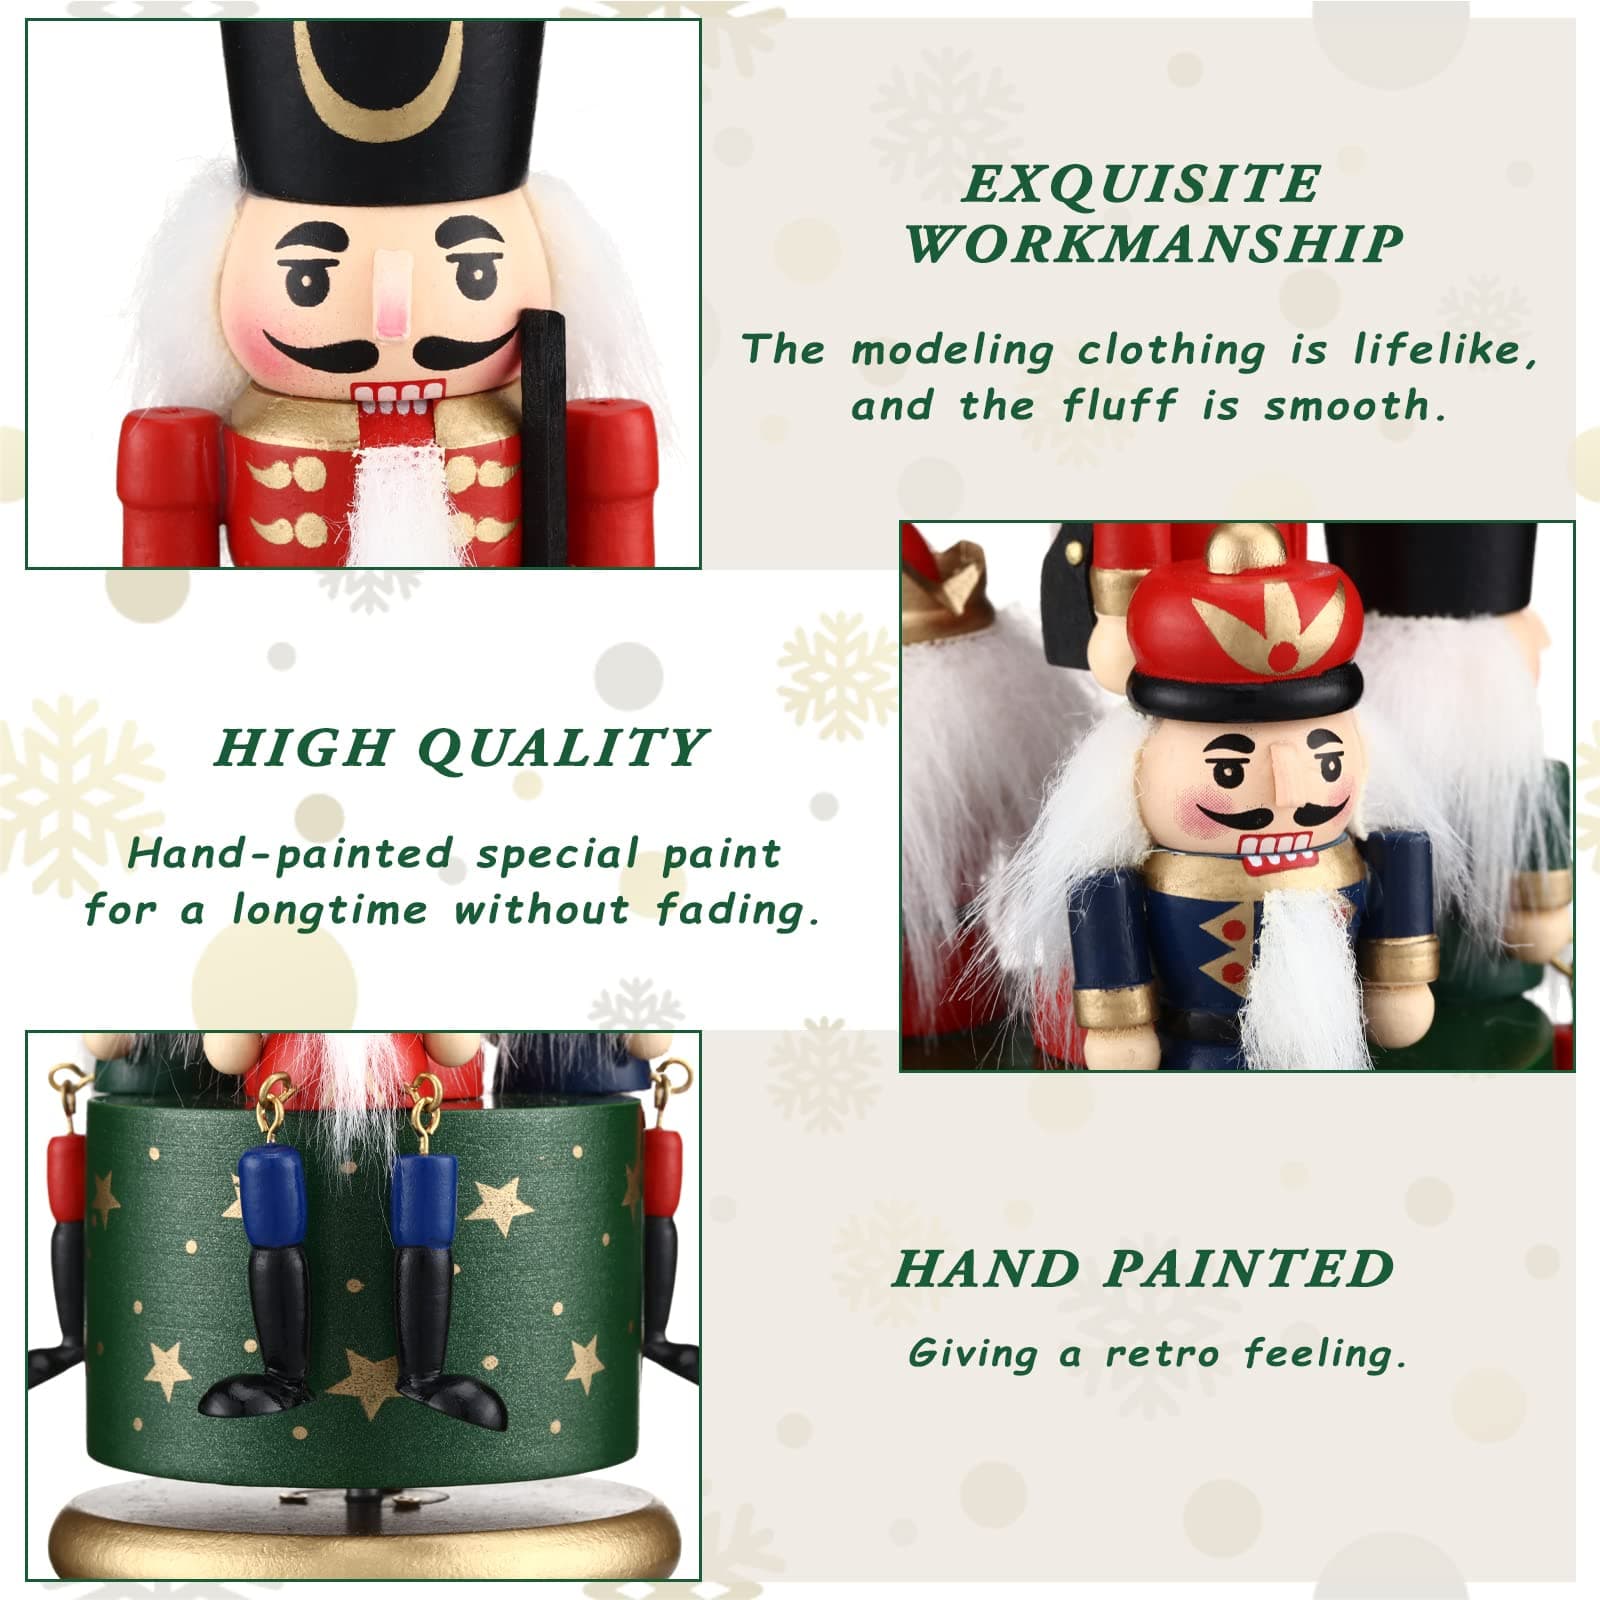 EXQUISITE
WORKMANSHIP
The modeling clothing is lifelike,
and the fluff is smooth.
HIGH QUALITY
Hand-painted special paint
for a longtime without fading.
HAND PAINTED
Giving a retro feeling.